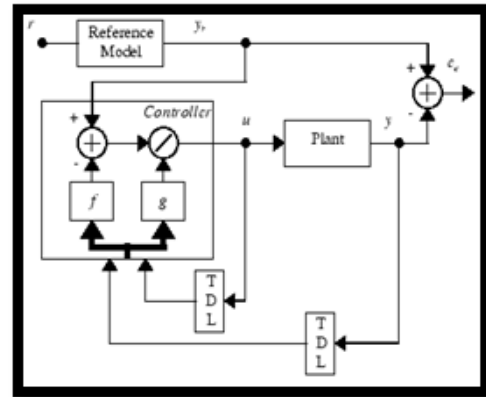 r
Reference
Model
yr
+
ec
-
Controller
+
-
u
Plant
y
f
g
T
D
L
T
D
L